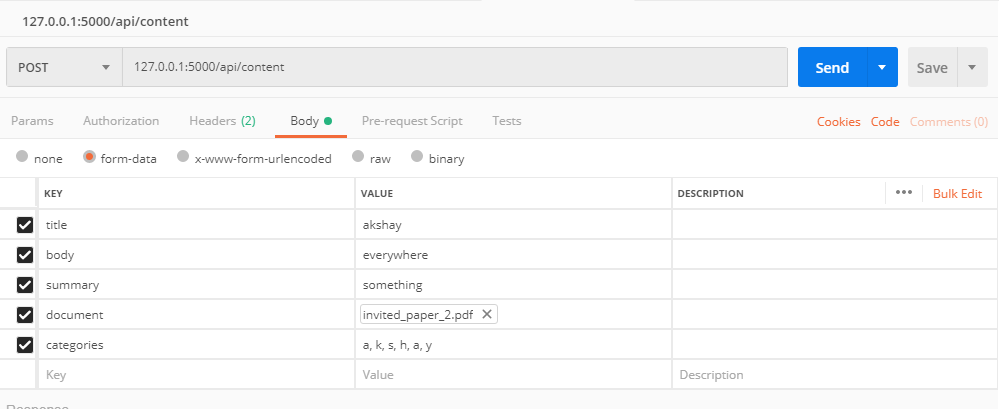 127.0.0.1:5000/api/content
POST 127.0.0.1:5000/api/content Send Save
Params Authorization Headers (2) Body Pre-request Script Tests Cookies Code Comments (0)
none form-data x-www-form-urlencoded raw binary
KEY VALUE DESCRIPTION ••• Bulk Edit
title akshay
body everywhere
summary something
document invited_paper_2.pdf ✕
categories a, k, s, h, a, y
Key Value Description
Response